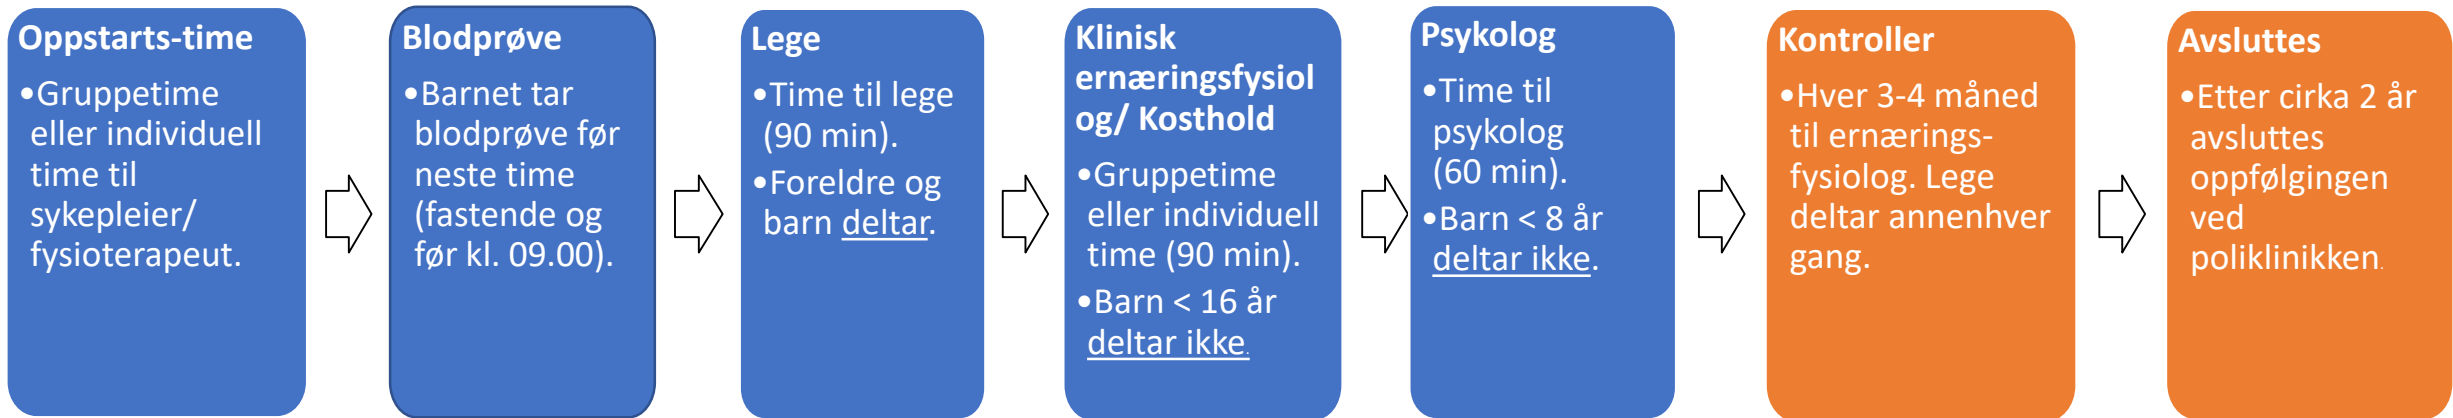 Oppstarts-time
•Gruppetime
eller individuell
time til
sykepleier/
fysioterapeut.
Blodprøve
•Barnet tar
blodprøve før
neste time
(fastende og
før kl. 09.00).
Lege
•Time til lege
(90 min).
•Foreldre og
barn deltar.
Klinisk
ernæringsfysiol
og/ Kosthold
•Gruppetime
eller individuell
time (90 min).
•Barn < 16 år
deltar ikke.
Psykolog
•Time til
psykolog
(60 min).
•Barn < 8 år
deltar ikke.
Kontroller
•Hver 3-4 måned
til ernærings-
fysiolog. Lege
deltar annenhver
gang.
Avsluttes
•Etter cirka 2 år
avsluttes
oppfølgingen
ved
poliklinikken.